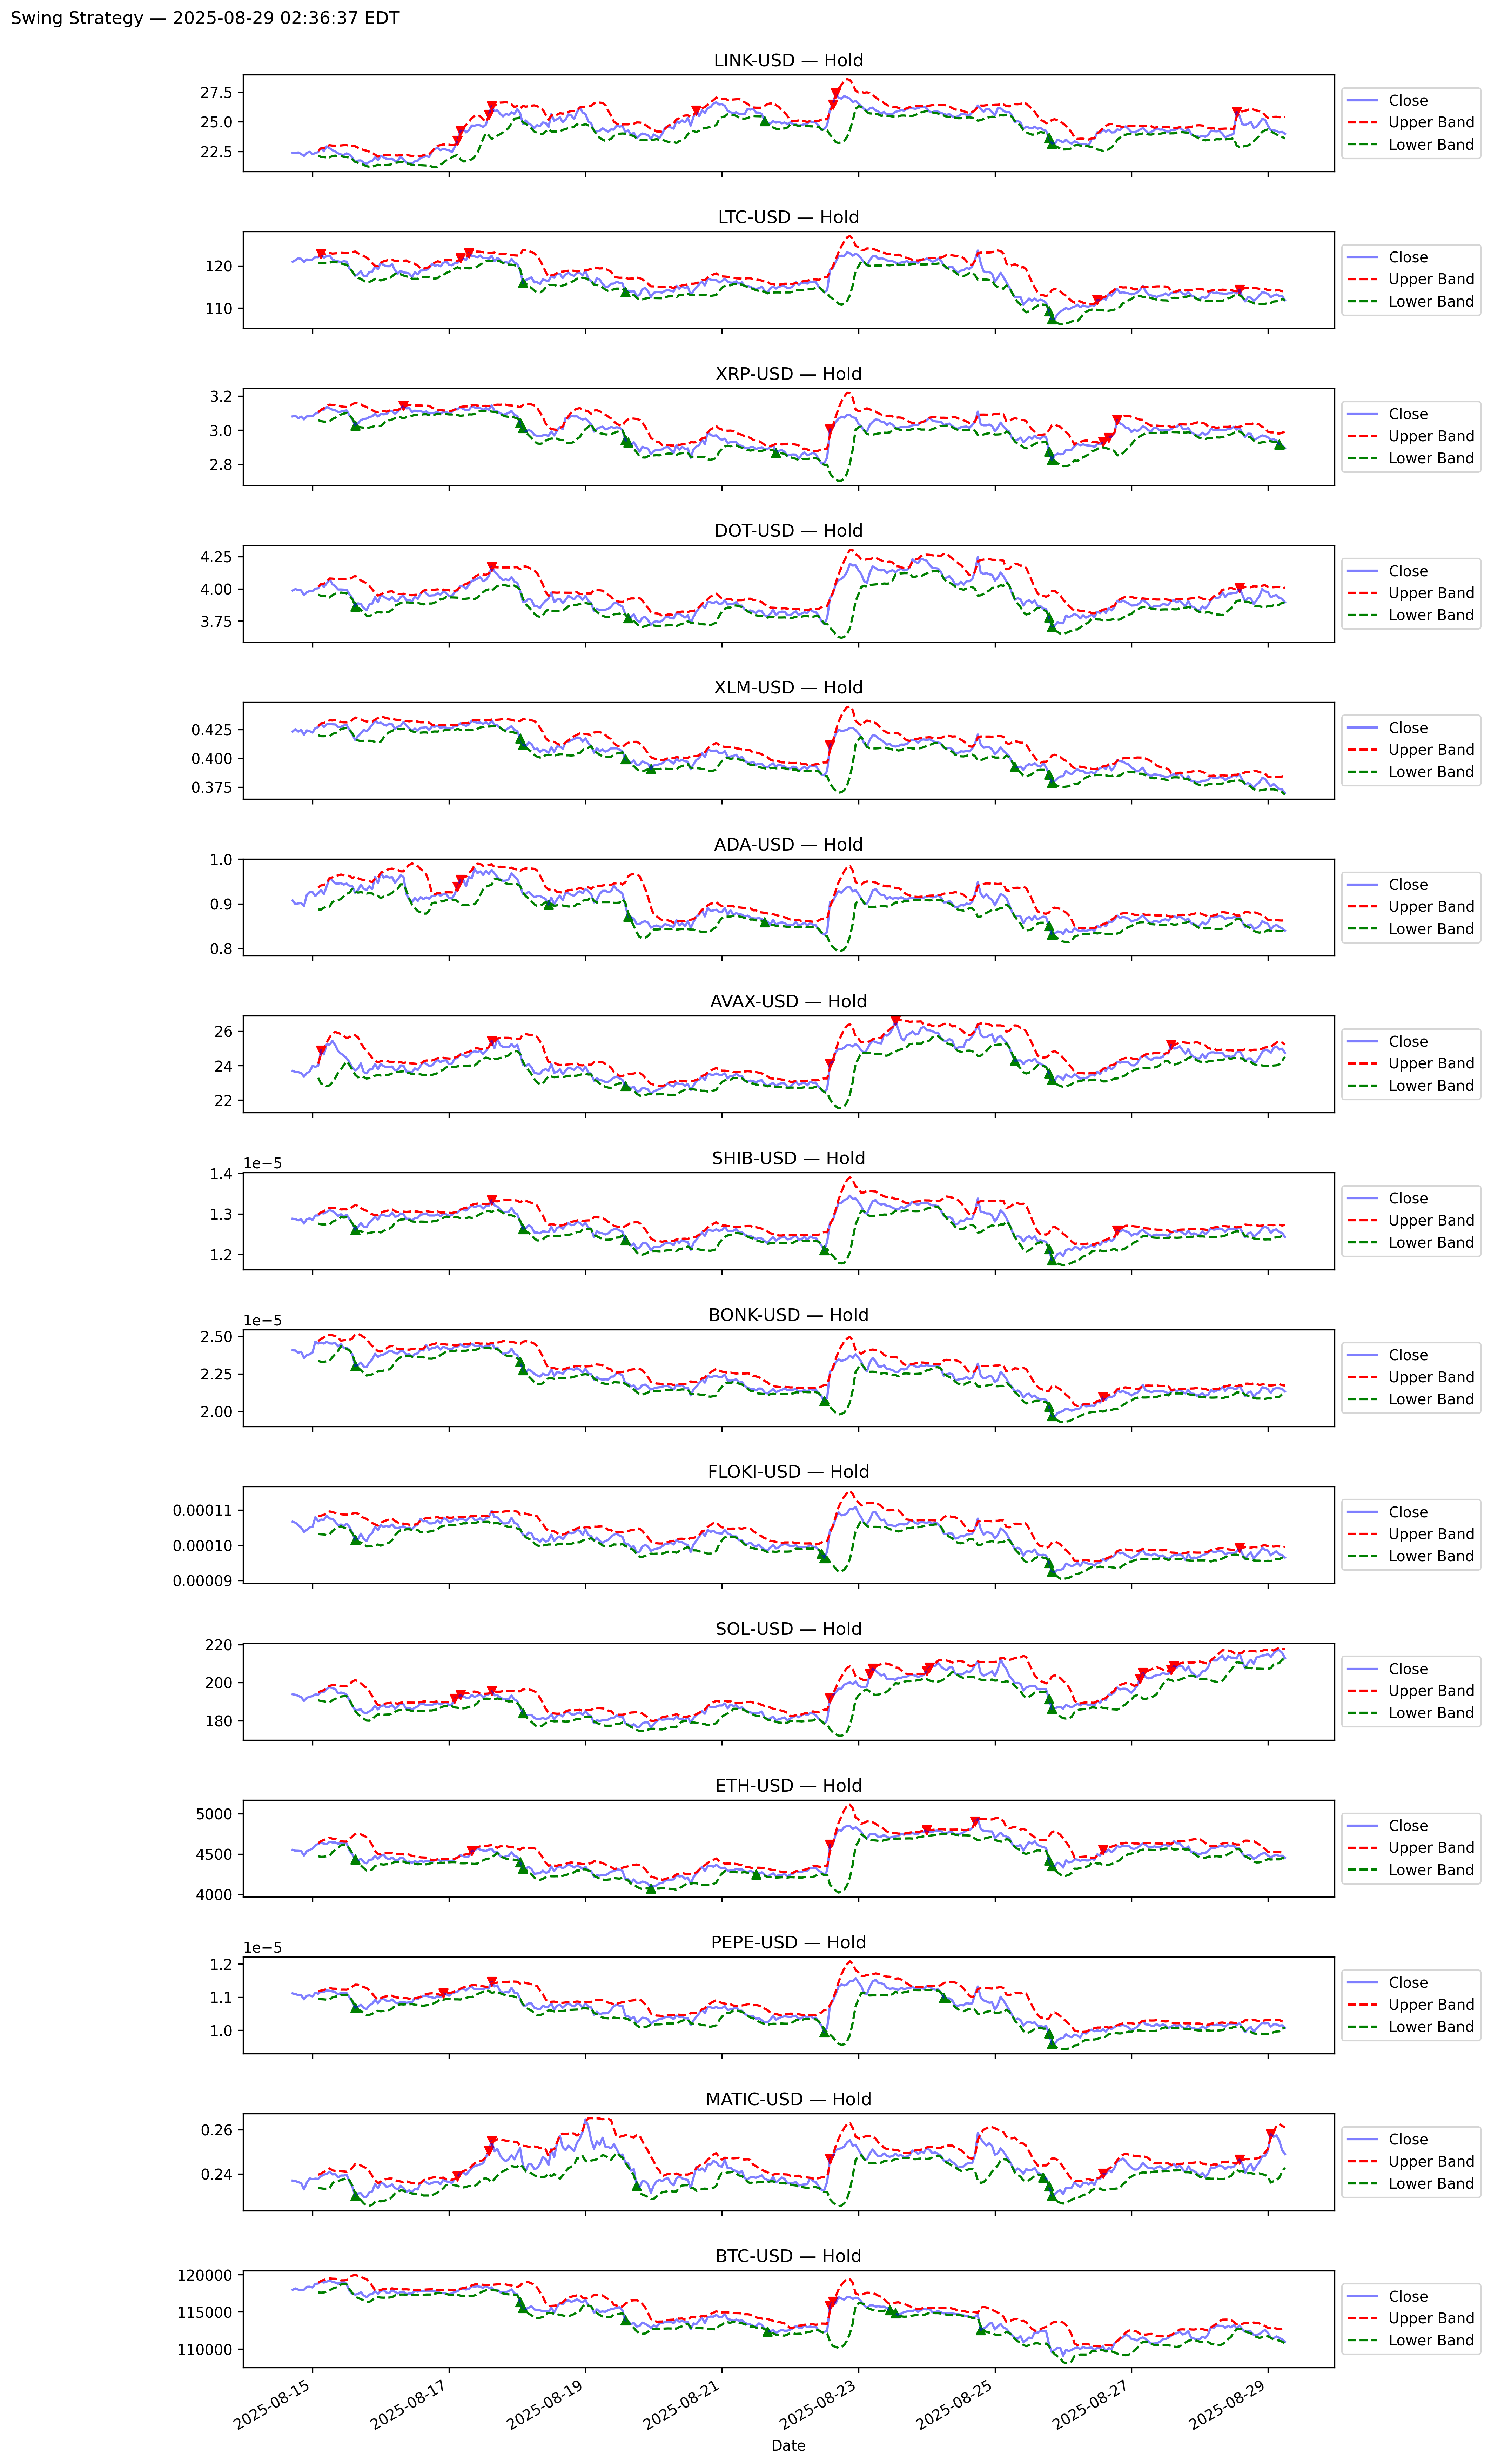 Swing Strategy — 2025-08-29 02:36:37 EDT
LINK-USD — Hold
27.5
25.0
22.5
Close
Upper Band
Lower Band
LTC-USD — Hold
120
110
Close
Upper Band
Lower Band
XRP-USD — Hold
3.2
3.0
2.8
Close
Upper Band
Lower Band
DOT-USD — Hold
4.25
4.00
3.75
Close
Upper Band
Lower Band
XLM-USD — Hold
0.425
0.400
0.375
Close
Upper Band
Lower Band
ADA-USD — Hold
1.0
0.9
0.8
Close
Upper Band
Lower Band
AVAX-USD — Hold
26
24
22
Close
Upper Band
Lower Band
SHIB-USD — Hold
1e−5
1.4
1.3
1.2
Close
Upper Band
Lower Band
BONK-USD — Hold
1e−5
2.50
2.25
2.00
Close
Upper Band
Lower Band
FLOKI-USD — Hold
0.00011
0.00010
0.00009
Close
Upper Band
Lower Band
SOL-USD — Hold
220
200
180
Close
Upper Band
Lower Band
ETH-USD — Hold
5000
4500
4000
Close
Upper Band
Lower Band
PEPE-USD — Hold
1e−5
1.2
1.1
1.0
Close
Upper Band
Lower Band
MATIC-USD — Hold
0.26
0.24
Close
Upper Band
Lower Band
BTC-USD — Hold
120000
115000
110000
Close
Upper Band
Lower Band
2025-08-15
2025-08-17
2025-08-19
2025-08-21
2025-08-23
2025-08-25
2025-08-27
2025-08-29
Date